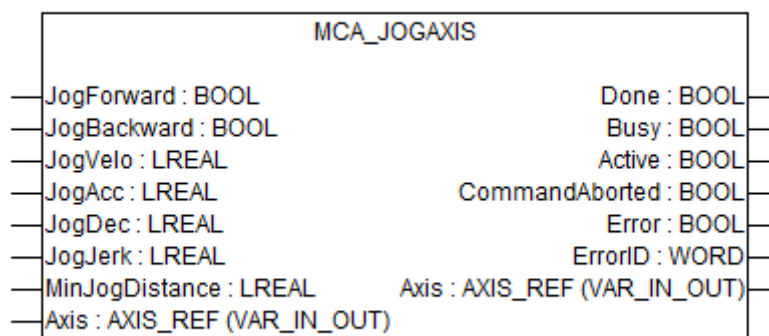 MCA_JOGAXIS
JogForward : BOOL Done : BOOL
JogBackward : BOOL Busy : BOOL
JogVelo : LREAL Active : BOOL
JogAcc : LREAL CommandAborted : BOOL
JogDec : LREAL Error : BOOL
JogJerk : LREAL ErrorID : WORD
MinJogDistance : LREAL Axis : AXIS_REF (VAR_IN_OUT)
Axis : AXIS_REF (VAR_IN_OUT)